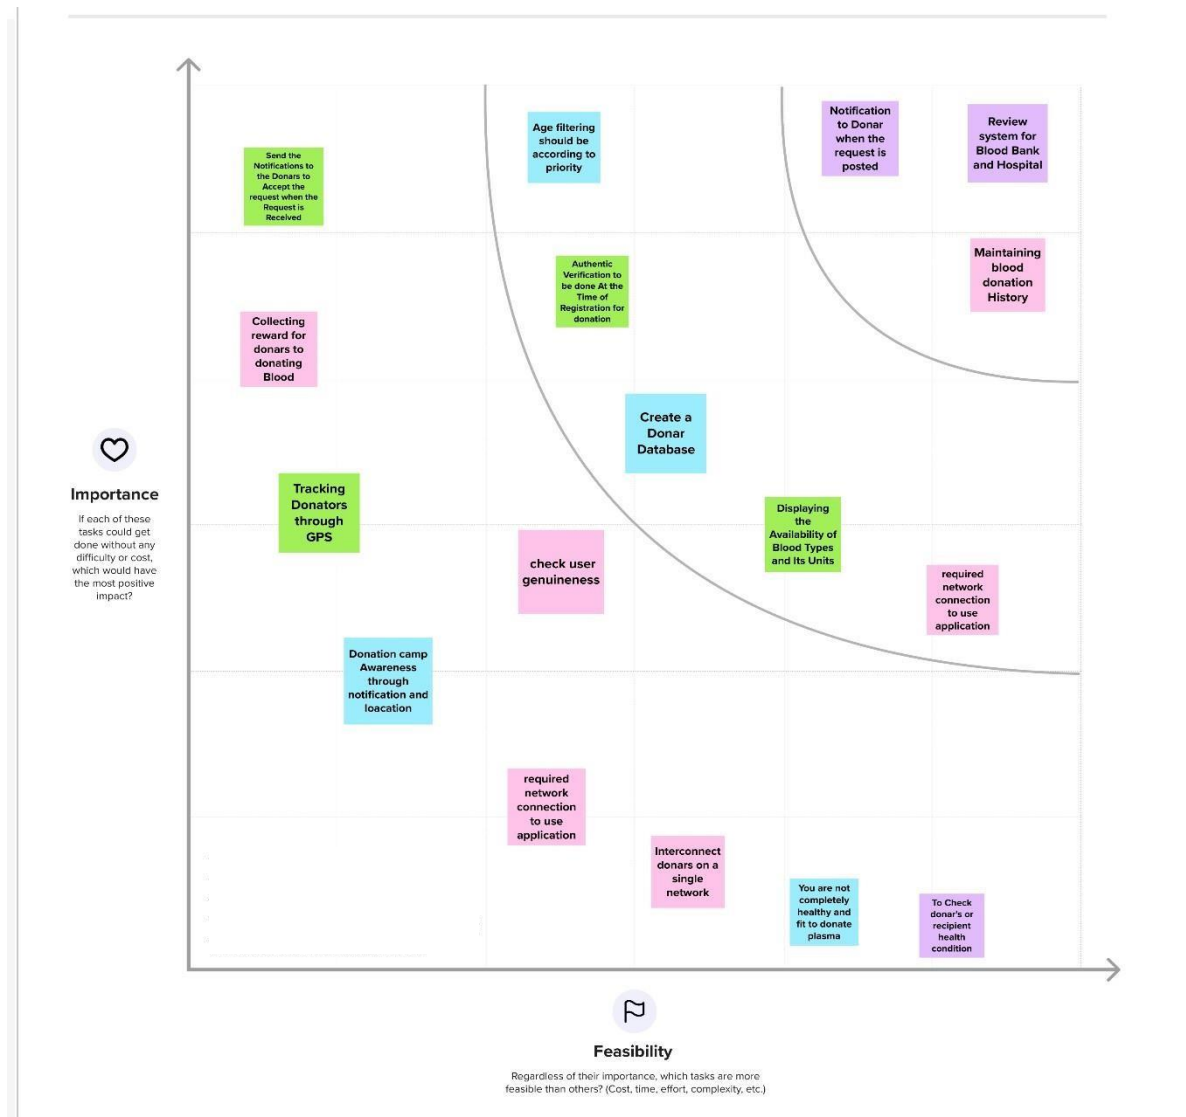 Notification
to Donar
when the
request is
posted
Review
system for
Blood Bank
and Hospital
Age filtering
should be
according to
priority
Send the
Notifications to
the Donars to
Accept the
request when the
Request is
Received
Maintaining
blood
donation
History
Authentic
Verification to
be done At the
Time of
Registration for
donation
Collecting
reward for
donars to
donating
Blood
Create a
Donar
Database
Importance
If each of these
tasks could get
done without any
difficulty or cost,
which would have
the most positive
impact?
Tracking
Donators
through
GPS
Displaying
the
Availability of
Blood Types
and Its Units
check user
genuineness
required
network
connection
to use
application
Donation camp
Awareness
through
notification and
loacation
required
network
connection
to use
application
Interconnect
donars on a
single
network
You are not
completely
healthy and
fit to donate
plasma
To Check
donar's or
recipient
health
condition
Feasibility
Regardless of their importance, which tasks are more
feasible than others? (Cost, time, effort, complexity, etc.)